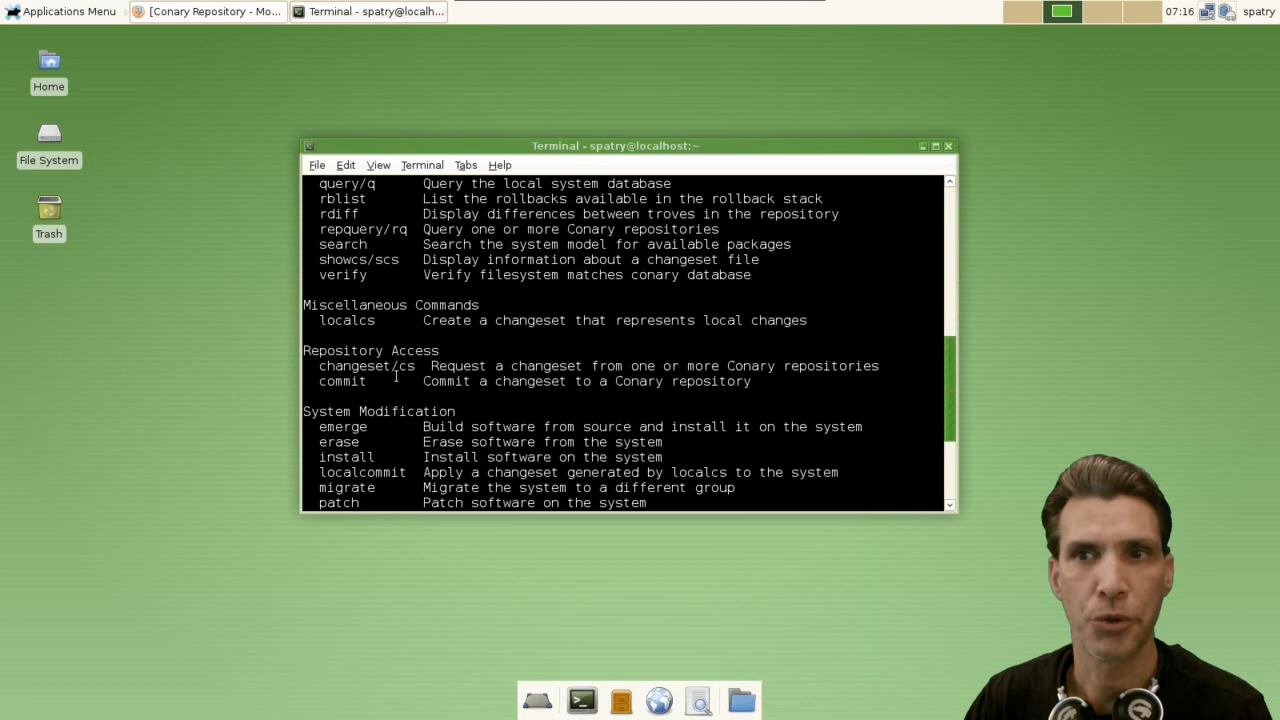 Applications Menu
[Conary Repository - Mo...
Terminal - spatry@localh...
07:16
spatry
Home
File System
Trash
Terminal - spatry@localhost:~
File Edit View Terminal Tabs Help
query/q Query the local system database
rblist List the rollbacks available in the rollback stack
rdiff Display differences between troves in the repository
repquery/rq Query one or more Conary repositories
search Search the system model for available packages
showcs/scs Display information about a changeset file
verify Verify filesystem matches conary database
Miscellaneous Commands
localcs Create a changeset that represents local changes
Repository Access
changeset/cs Request a changeset from one or more Conary repositories
commit Commit a changeset to a Conary repository
System Modification
emerge Build software from source and install it on the system
erase Erase software from the system
install Install software on the system
localcommit Apply a changeset generated by localcs to the system
migrate Migrate the system to a different group
patch Patch software on the system